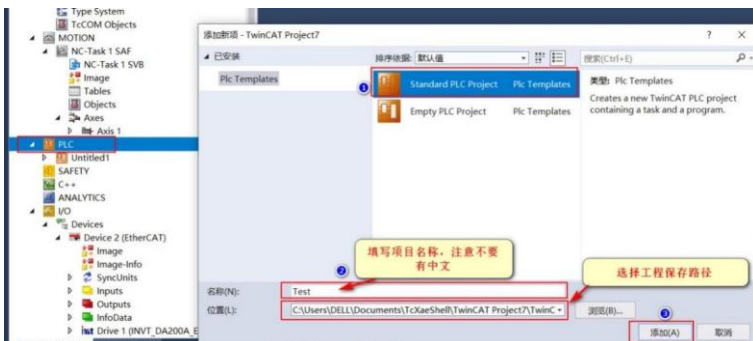 Type System
TcCOM Objects
MOTION
NC-Task 1 SAF
NC-Task 1 SVB
Image
Tables
Objects
Axes
Axis 1
PLC
Untitled1
SAFETY
C++
ANALYTICS
I/O
Devices
Device 2 (EtherCAT)
Image
Image-Info
SyncUnits
Inputs
Outputs
InfoData
Drive 1 (INVT_DA200A_E
添加新项 - TwinCAT Project7
? ×
已安装
排序依据: 默认值
搜索(Ctrl+E)
Plc Templates
1
Standard PLC Project Plc Templates
Empty PLC Project Plc Templates
类型: Plc Templates
Creates a new TwinCAT PLC project
containing a task and a program.
填写项目名称，注意不要
有中文
选择工程保存路径
2
名称(N): Test
位置(L): C:\Users\DELL\Documents\TcXaeShell\TwinCAT Project7\TwinC
浏览(B)...
3
添加(A) 取消